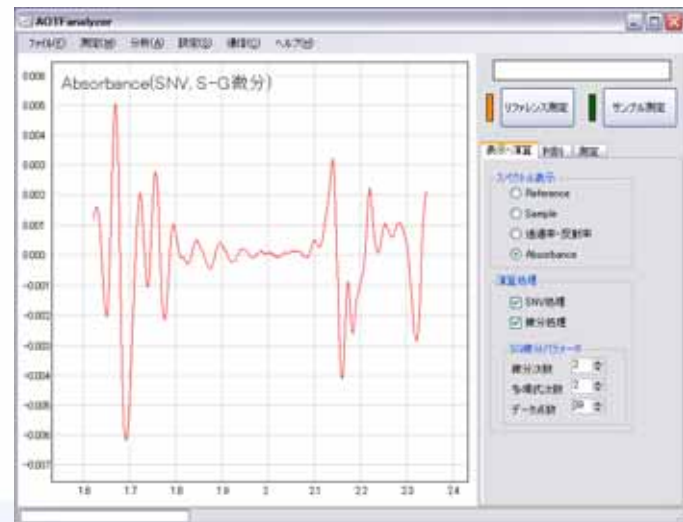 AOTFanalyzer
ファイル(F) 測定(M) 分析(A) 設定(S) 通信(C) ヘルプ(H)
Absorbance(SNV, S-G微分)
0.006
0.005
0.004
0.003
0.002
0.001
0.000
-0.001
-0.002
-0.003
-0.004
-0.005
-0.006
-0.007
1.6 1.7 1.8 1.9 2 2.1 2.2 2.3 2.4
リファレンス測定 サンプル測定
表示・演算 判別 測定
スペクトル表示
Reference
Sample
透過率・反射率
Absorbance
演算処理
SNV処理
微分処理
SG微分パラメータ
微分次数 2
多項式次数 2
データ点数